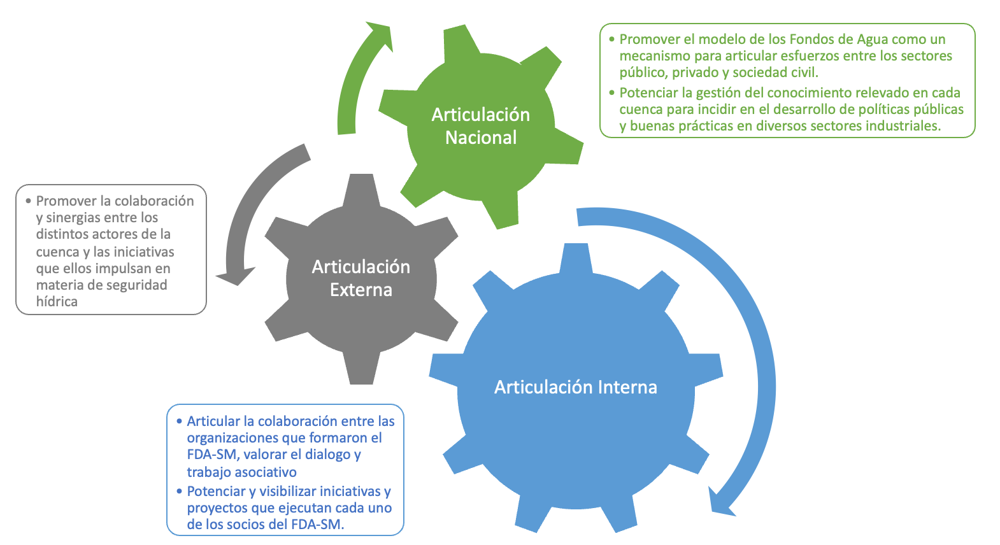 • Promover el modelo de los Fondos de Agua como un
mecanismo para articular esfuerzos entre los sectores
público, privado y sociedad civil.
• Potenciar la gestión del conocimiento relevado en cada
cuenca para incidir en el desarrollo de políticas públicas
y buenas prácticas en diversos sectores industriales.
Articulación
Nacional
• Promover la colaboración
y sinergias entre los
distintos actores de la
cuenca y las iniciativas
que ellos impulsan en
materia de seguridad
hídrica
Articulación
Externa
Articulación Interna
• Articular la colaboración entre las
organizaciones que formaron el
FDA-SM, valorar el dialogo y
trabajo asociativo
• Potenciar y visibilizar iniciativas y
proyectos que ejecutan cada uno
de los socios del FDA-SM.